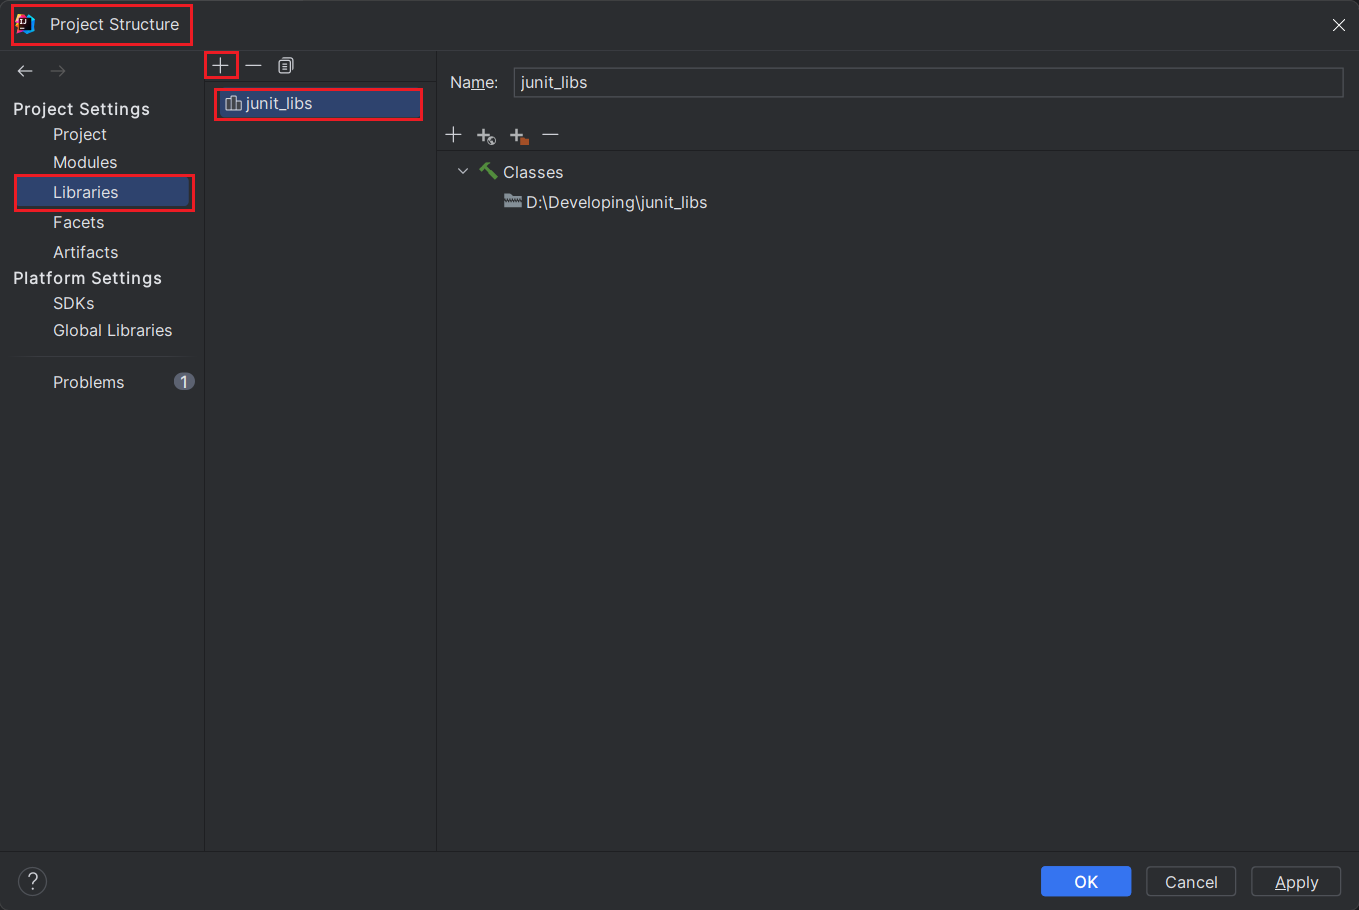 Project Structure
Project Settings
Project
Modules
Libraries
Facets
Artifacts
Platform Settings
SDKs
Global Libraries
Problems 1
junit_libs
Name: junit_libs
Classes
D:\Developing\junit_libs
?
OK Cancel Apply